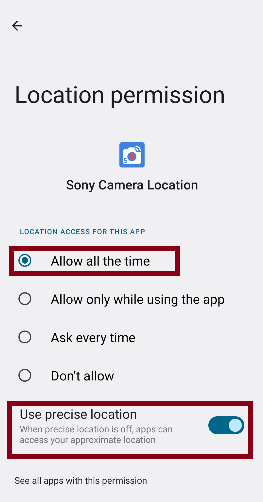 Location permission
Sony Camera Location
LOCATION ACCESS FOR THIS APP
Allow all the time
Allow only while using the app
Ask every time
Don't allow
Use precise location
When precise location is off, apps can
access your approximate location
See all apps with this permission